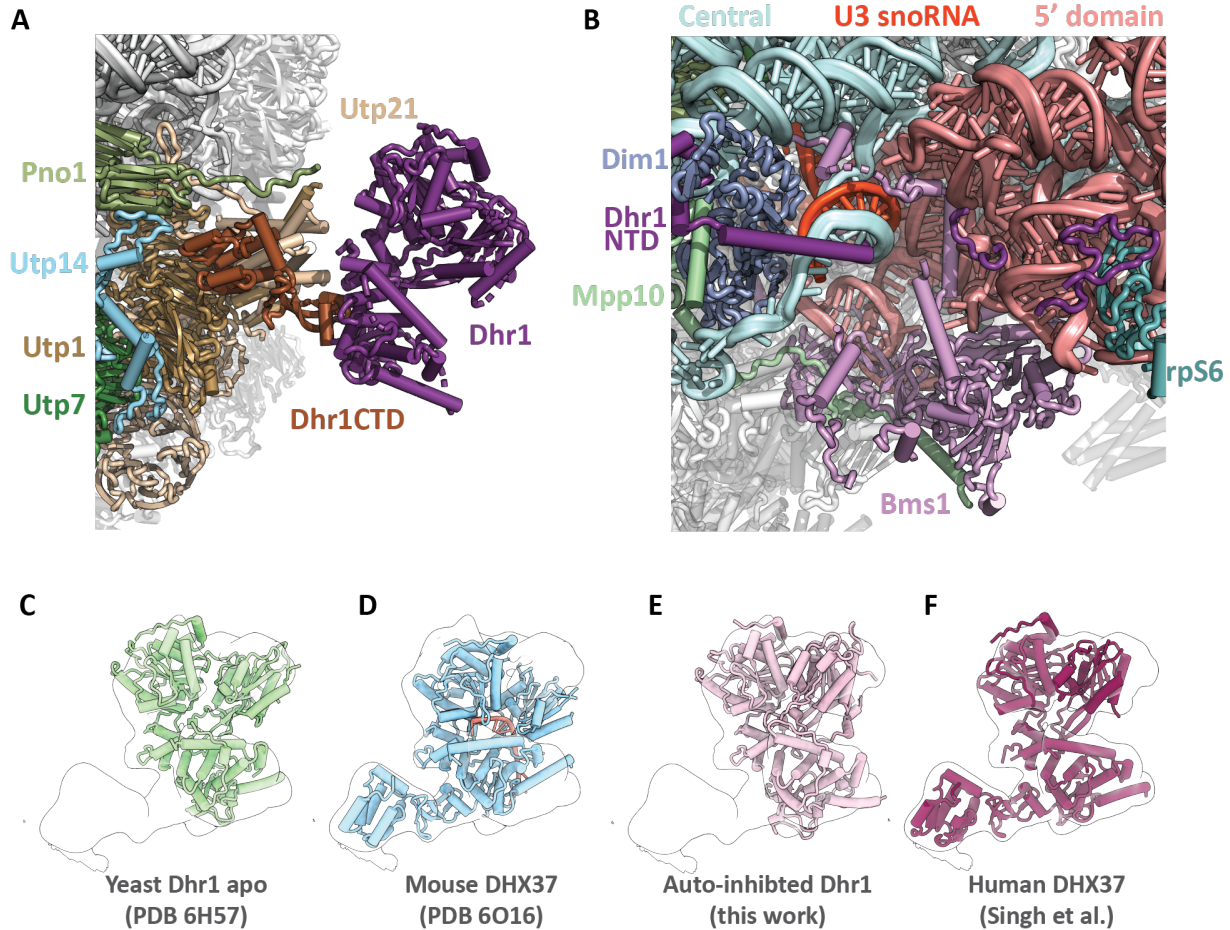 A
Utp21
Pno1
Utp14
Utp1
Utp7
Dhr1
Dhr1CTD
B
Central
U3 snoRNA
5’ domain
Dim1
Dhr1
NTD
Mpp10
rpS6
Bms1
C
Yeast Dhr1 apo
(PDB 6H57)
D
Mouse DHX37
(PDB 6O16)
E
Auto-inhibted Dhr1
(this work)
F
Human DHX37
(Singh et al.)